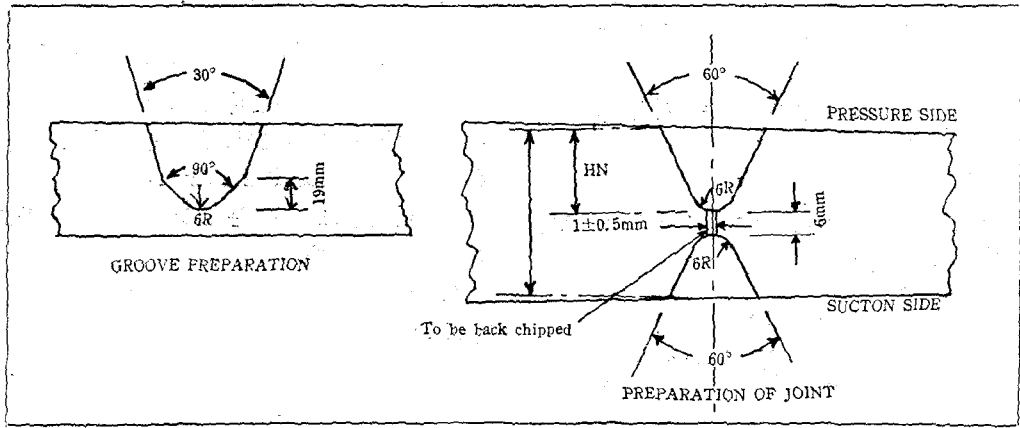 30°
90°
6R
19mm
GROOVE PREPARATION
60°
PRESSURE SIDE
HN
6R
1±0.5mm
6mm
6R
SUCTON SIDE
To be back chipped
60°
PREPARATION OF JOINT